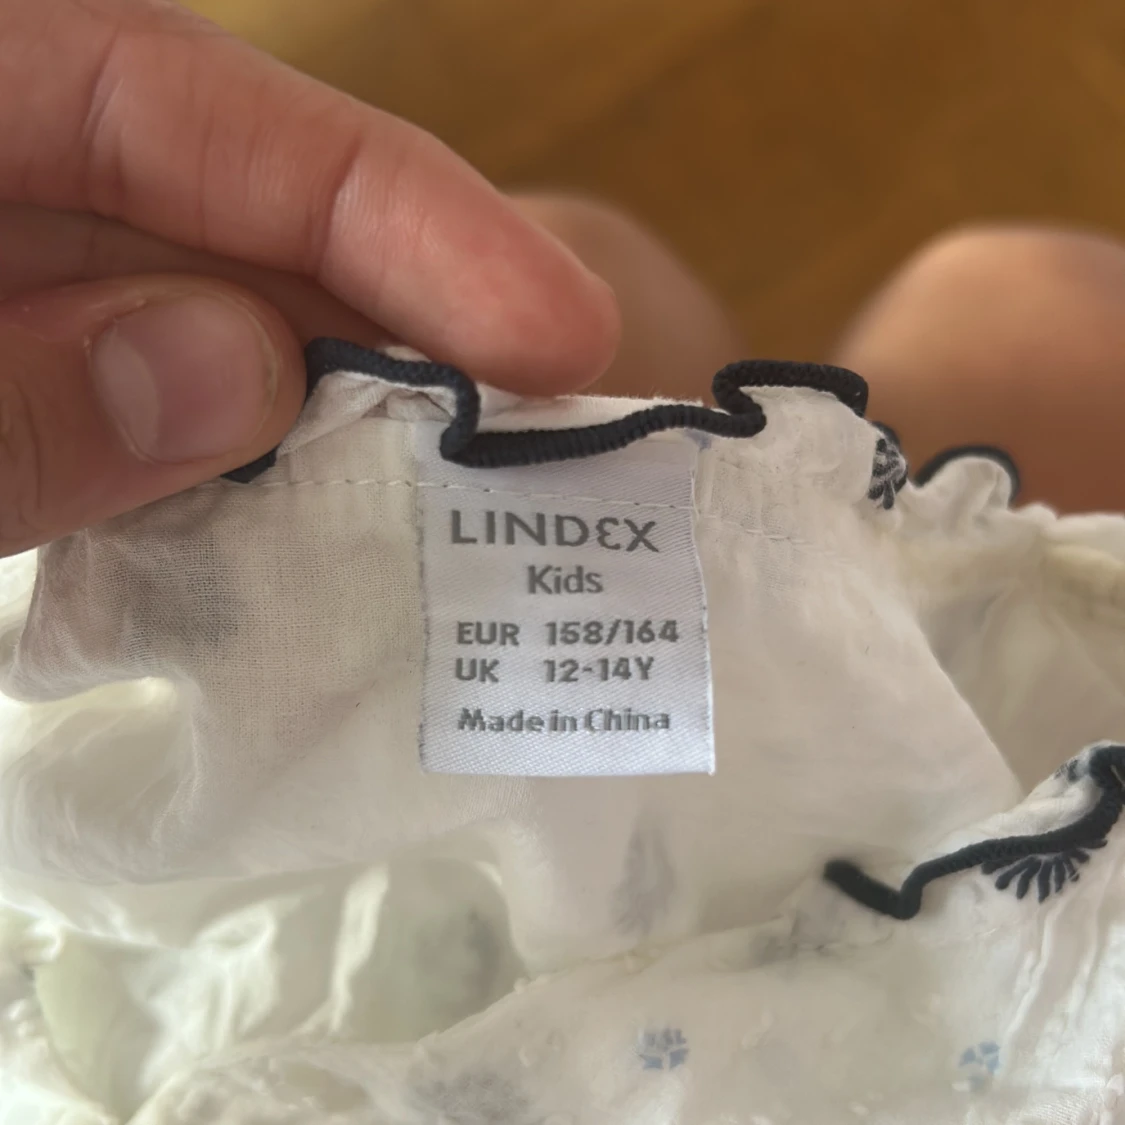 LINDEX
Kids
EUR 158/164
UK 12-14Y
Made in China